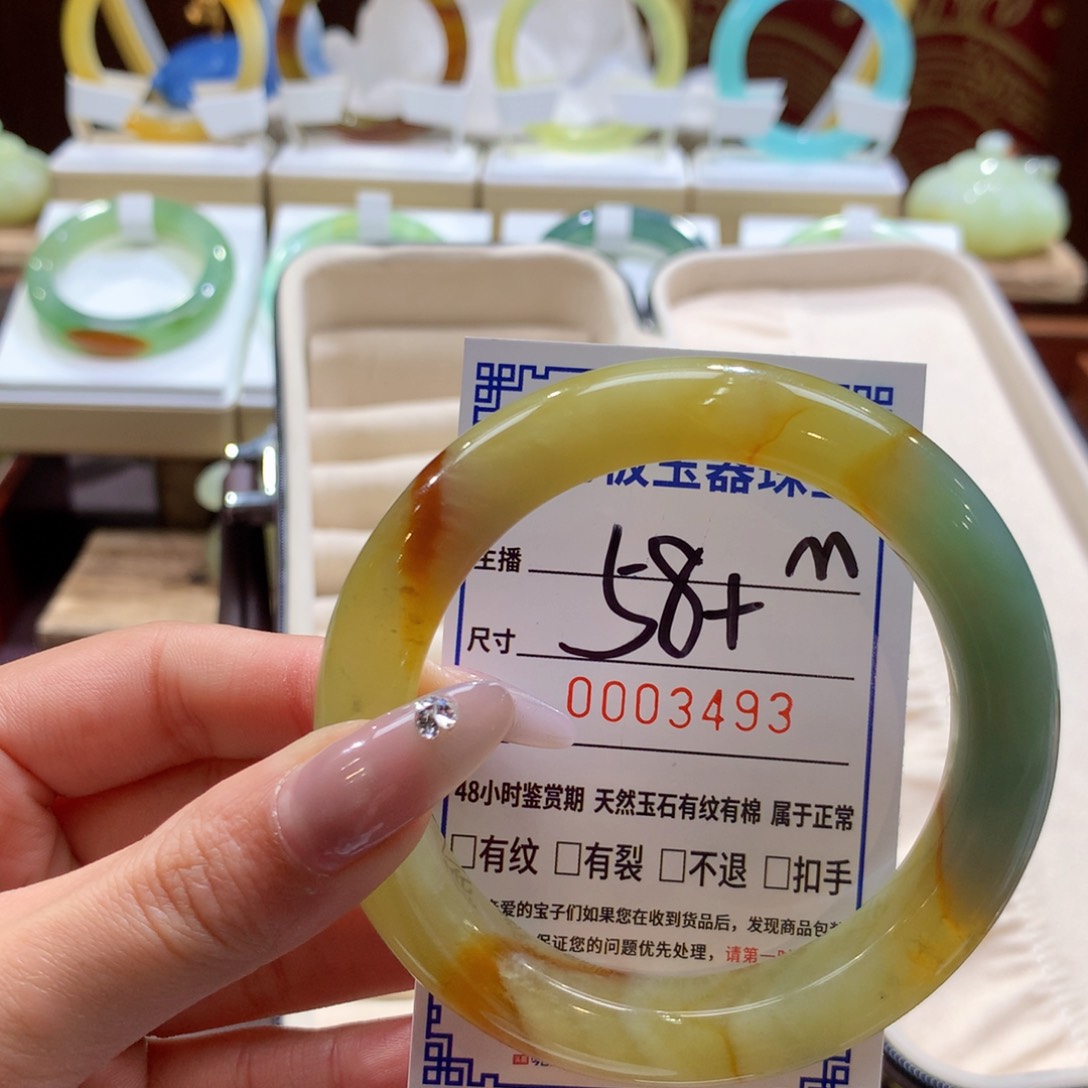 玉器珠
主播 m
尺寸 58+
0003493
48小时鉴赏期 天然玉石有纹有棉 属于正常
□有纹 □有裂 □不退 □扣手
爱的宝子们如果您在收到货品后，发现商品包
保证您的问题优先处理，请第一